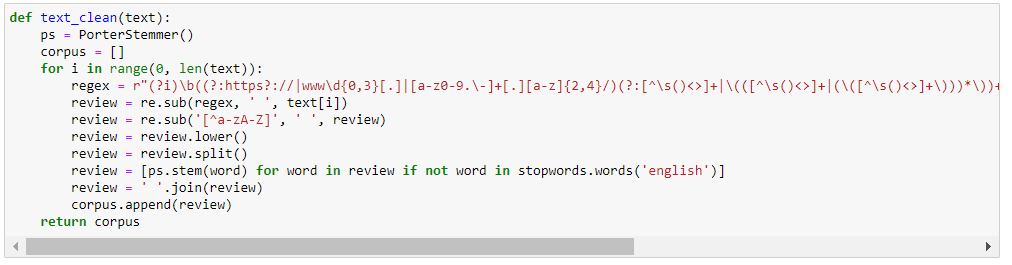 def text_clean(text):
    ps = PorterStemmer()
    corpus = []
    for i in range(0, len(text)):
        regex = r"(?i)\b((?:https?://|www\d{0,3}[.]|[a-z0-9.\-]+[.][a-z]{2,4}/)(?:[^\s()<>]+|\(([^\s()<>]+|(\([^\s()<>]+\)))*\))+
        review = re.sub(regex, ' ', text[i])
        review = re.sub('[^a-zA-Z]', ' ', review)
        review = review.lower()
        review = review.split()
        review = [ps.stem(word) for word in review if not word in stopwords.words('english')]
        review = ' '.join(review)
        corpus.append(review)
    return corpus